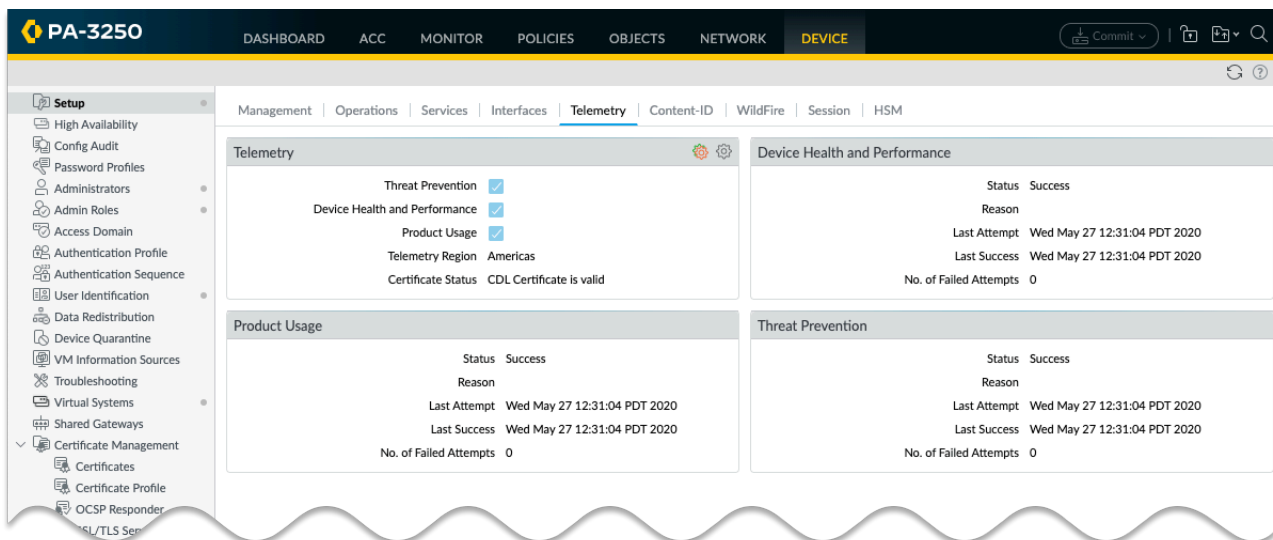 PA-3250
DASHBOARD ACC MONITOR POLICIES OBJECTS NETWORK DEVICE
Commit
Setup
High Availability
Config Audit
Password Profiles
Administrators
Admin Roles
Access Domain
Authentication Profile
Authentication Sequence
User Identification
Data Redistribution
Device Quarantine
VM Information Sources
Troubleshooting
Virtual Systems
Shared Gateways
Certificate Management
Certificates
Certificate Profile
OCSP Responder
Management | Operations | Services | Interfaces | Telemetry | Content-ID | WildFire | Session | HSM
Telemetry
Threat Prevention
Device Health and Performance
Product Usage
Telemetry Region Americas
Certificate Status CDL Certificate is valid
Device Health and Performance
Status Success
Reason
Last Attempt Wed May 27 12:31:04 PDT 2020
Last Success Wed May 27 12:31:04 PDT 2020
No. of Failed Attempts 0
Product Usage
Status Success
Reason
Last Attempt Wed May 27 12:31:04 PDT 2020
Last Success Wed May 27 12:31:04 PDT 2020
No. of Failed Attempts 0
Threat Prevention
Status Success
Reason
Last Attempt Wed May 27 12:31:04 PDT 2020
Last Success Wed May 27 12:31:04 PDT 2020
No. of Failed Attempts 0